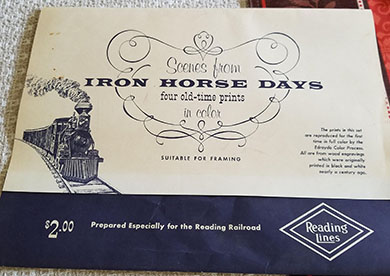 Scenes from
IRON HORSE DAYS
four old-time prints
in color
SUITABLE FOR FRAMING
The prints in this set
are reproduced for the first
time in full color by the
Process.
All are from wood engravings
which were originally
printed in black and white
nearly a century ago.
$2.00
Prepared Especially for the Reading Railroad
Reading
Lines